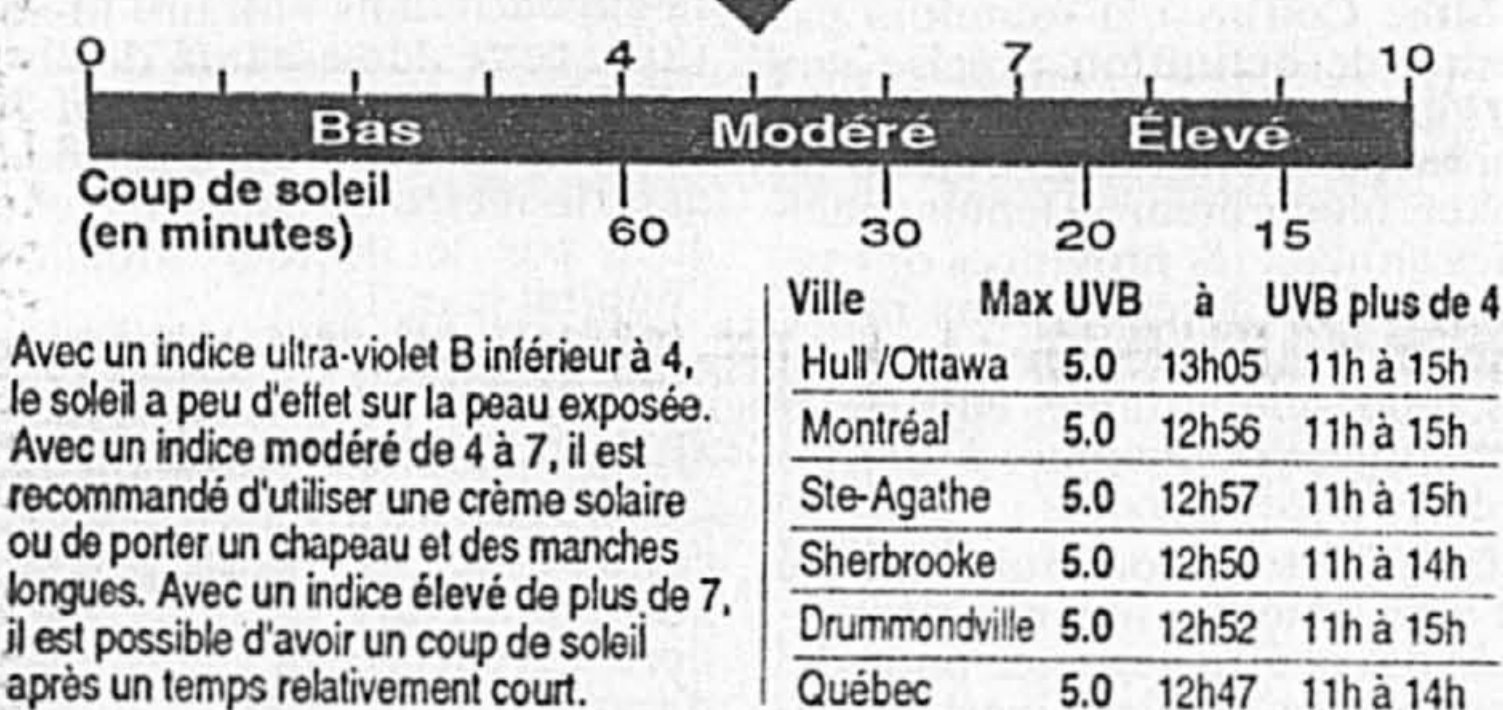 0 4 7 10
Bas Modéré Élevé
Coup de soleil
(en minutes) 60 30 20 15
Avec un indice ultra-violet B inférieur à 4,
le soleil a peu d'effet sur la peau exposée.
Avec un indice modéré de 4 à 7, il est
recommandé d'utiliser une crème solaire
ou de porter un chapeau et des manches
longues. Avec un indice élevé de plus de 7,
il est possible d'avoir un coup de soleil
après un temps relativement court.
Ville Max UVB à UVB plus de 4
Hull/Ottawa 5.0 13h05 11h à 15h
Montréal 5.0 12h56 11h à 15h
Ste-Agathe 5.0 12h57 11h à 15h
Sherbrooke 5.0 12h50 11h à 14h
Drummondville 5.0 12h52 11h à 15h
Québec 5.0 12h47 11h à 14h